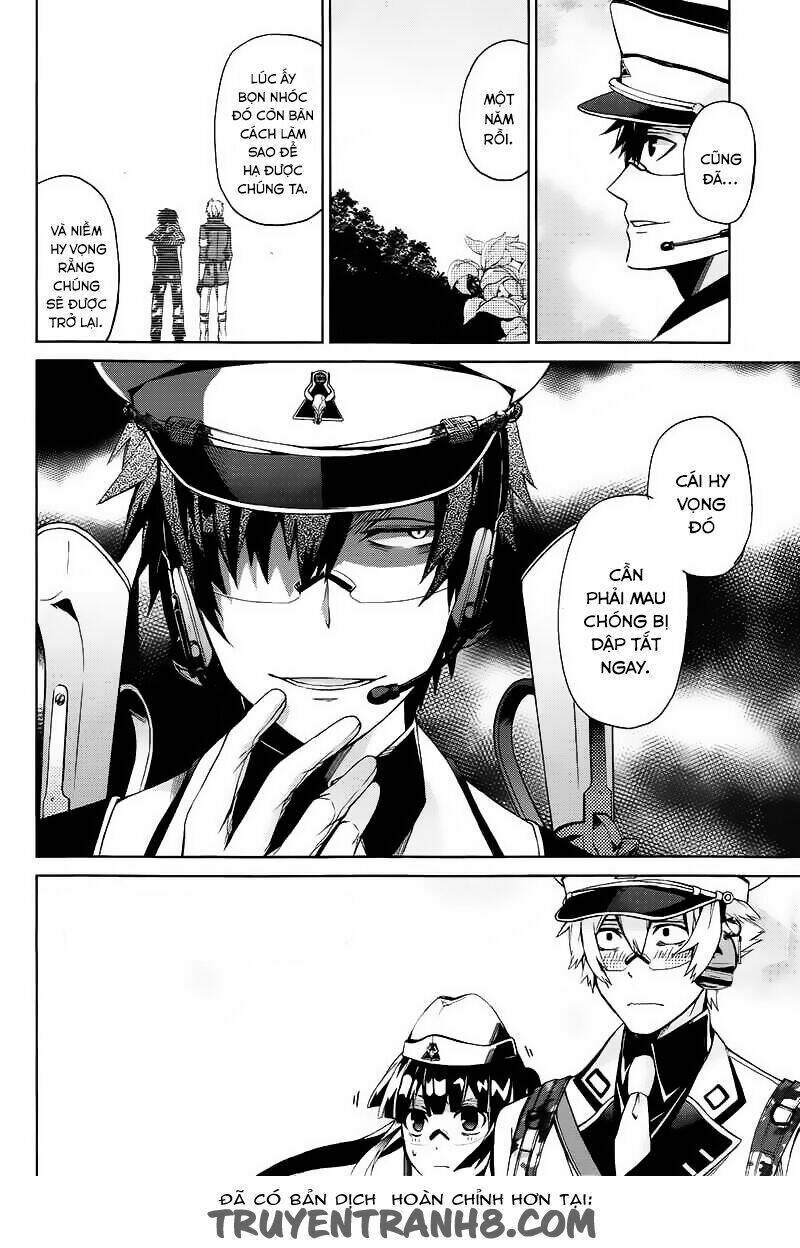 CŨNG
ĐÃ...
MỘT
NĂM
RỒI.
LÚC ẤY
BỌN NHÓC
ĐÓ CÒN BÀN
CÁCH LÀM
SAO ĐỂ
HẠ ĐƯỢC
CHÚNG TA.
VÀ NIỀM
HY VỌNG
RẰNG
CHÚNG
SẼ ĐƯỢC
TRỞ LẠI.
CÁI HY
VỌNG
ĐÓ
CẦN
PHẢI MAU
CHÓNG BỊ
DẬP TẮT
NGAY.
ĐÃ CÓ BẢN DỊCH HOÀN CHỈNH HƠN TẠI:
TRUYENTRANH8.COM